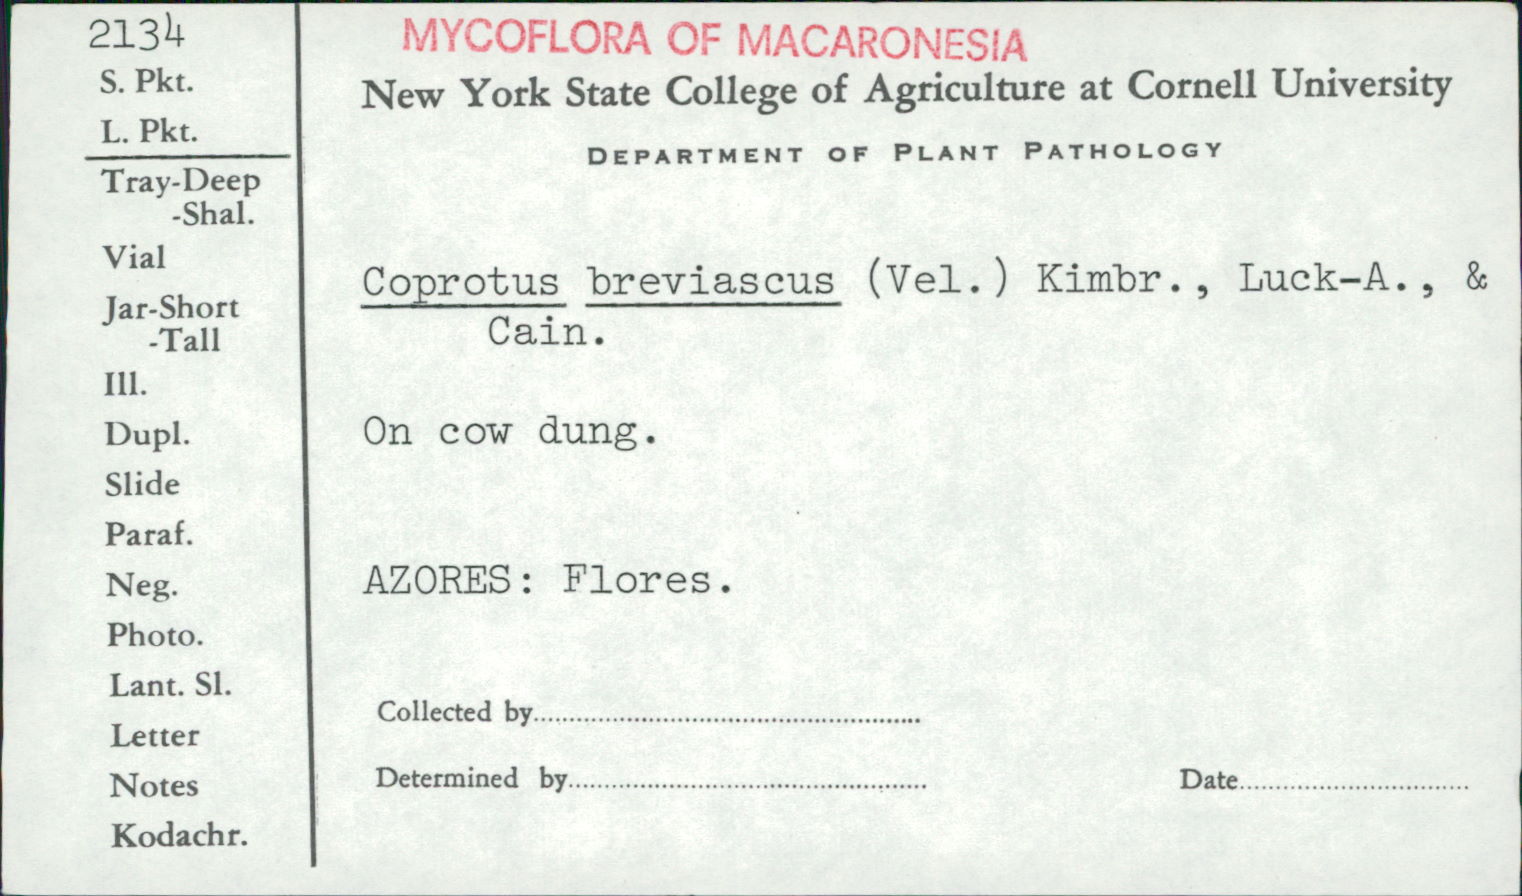 2134
S. Pkt.
L. Pkt.
Tray-Deep
-Shal.
Vial
Jar-Short
-Tall
Ill.
Dupl.
Slide
Paraf.
Neg.
Photo.
Lant. Sl.
Letter
Notes
Kodachr.
MYCOFLORA OF MACARONESIA
New York State College of Agriculture at Cornell University
DEPARTMENT OF PLANT PATHOLOGY
Coprotus breviascus (Vel.) Kimbr., Luck-A., &
Cain.
On cow dung.
AZORES: Flores.
Collected by
Determined by
Date